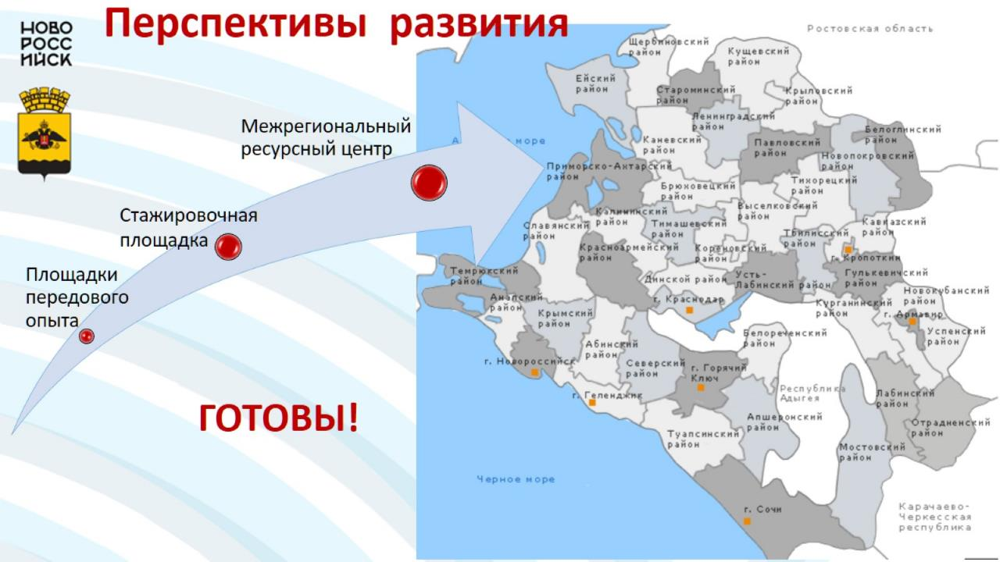 Перспективы развития
НОВО
РОСС
ИЙСК
Межрегиональный
ресурсный центр
Стажировочная
площадка
Площадки
передового
опыта
ГОТОВЫ!
Ростовская область
Щербиновский
район
Кущевский
район
Ейский
район
Староминский
район
Крыловский
район
Ленинградский
район
Белоглинский
район
Каневский
район
Павловский
район
Новопокровский
район
море
Приморско-Ахтарский
район
Тихорецкий
район
Брюховецкий
район
Выселковский
район
Калининский
район
Славянский
район
Тимашевский
район
Кавказский
район
Тбилисский
район
Красноармейский
район
Кореновский
район
г. Кропоткин
Темрюкский
район
Динской район
Усть-
Лабинский район
Гулькевичский
район
Анапский
район
г. Краснодар
Курганинский
район
Новокубанский
район
г. Армавир
Крымский
район
Успенский
район
Абинский
район
Белореченский
район
г. Новороссийск
Северский
район
г. Горячий
Ключ
г. Геленджик
Республика
Адыгея
Лабинский
район
Апшеронский
район
Отрадненский
район
Туапсинский
район
Мостовский
район
Черное море
г. Сочи
Карачаево-
Черкесская
республика